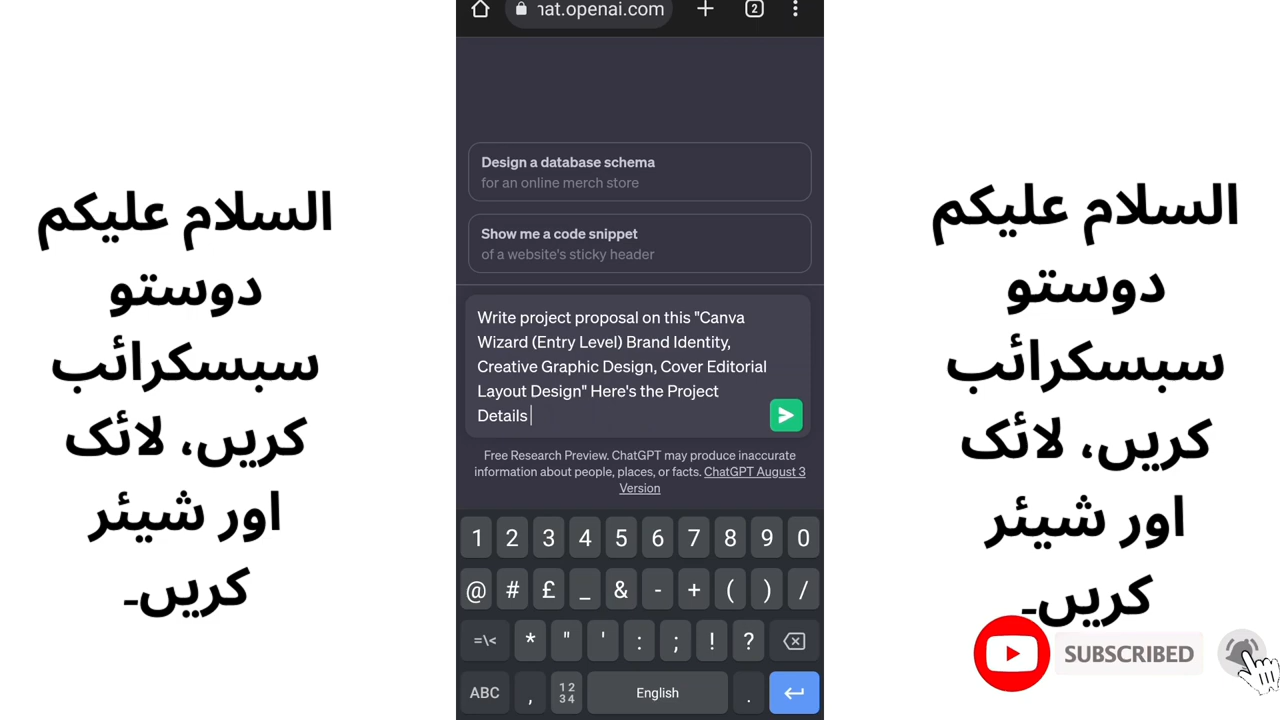 السلام علیکم
دوستو
سبسکرائب
کریں، لائک
اور شیئر
کریں۔
hat.openai.com
2
Design a database schema
for an online merch store
Show me a code snippet
of a website's sticky header
Write project proposal on this "Canva
Wizard (Entry Level) Brand Identity,
Creative Graphic Design, Cover Editorial
Layout Design" Here's the Project
Details
Free Research Preview. ChatGPT may produce inaccurate
information about people, places, or facts. ChatGPT August 3
Version
1 2 3 4 5 6 7 8 9 0
@ # £ _ & - + ( ) /
=\< * " ' : ; ! ?
ABC , 12 34 English .
السلام علیکم
دوستو
سبسکرائب
کریں، لائک
اور شیئر
کریں۔
SUBSCRIBED